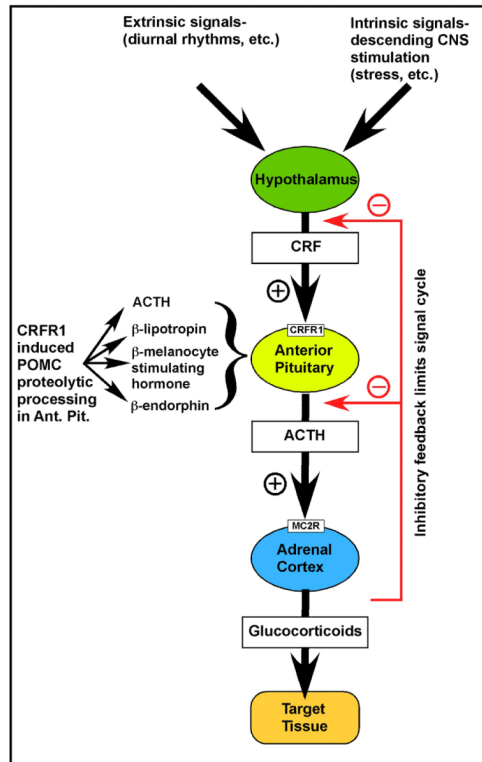 Extrinsic signals-
(diurnal rhythms, etc.)
Intrinsic signals-
descending CNS
stimulation
(stress, etc.)
Hypothalamus
CRF
CRFR1
Anterior
Pituitary
CRFR1
induced
POMC
proteolytic
processing
in Ant. Pit.
ACTH
β-lipotropin
β-melanocyte
stimulating
hormone
β-endorphin
ACTH
MC2R
Adrenal
Cortex
Glucocorticoids
Target
Tissue
Inhibitory feedback limits signal cycle